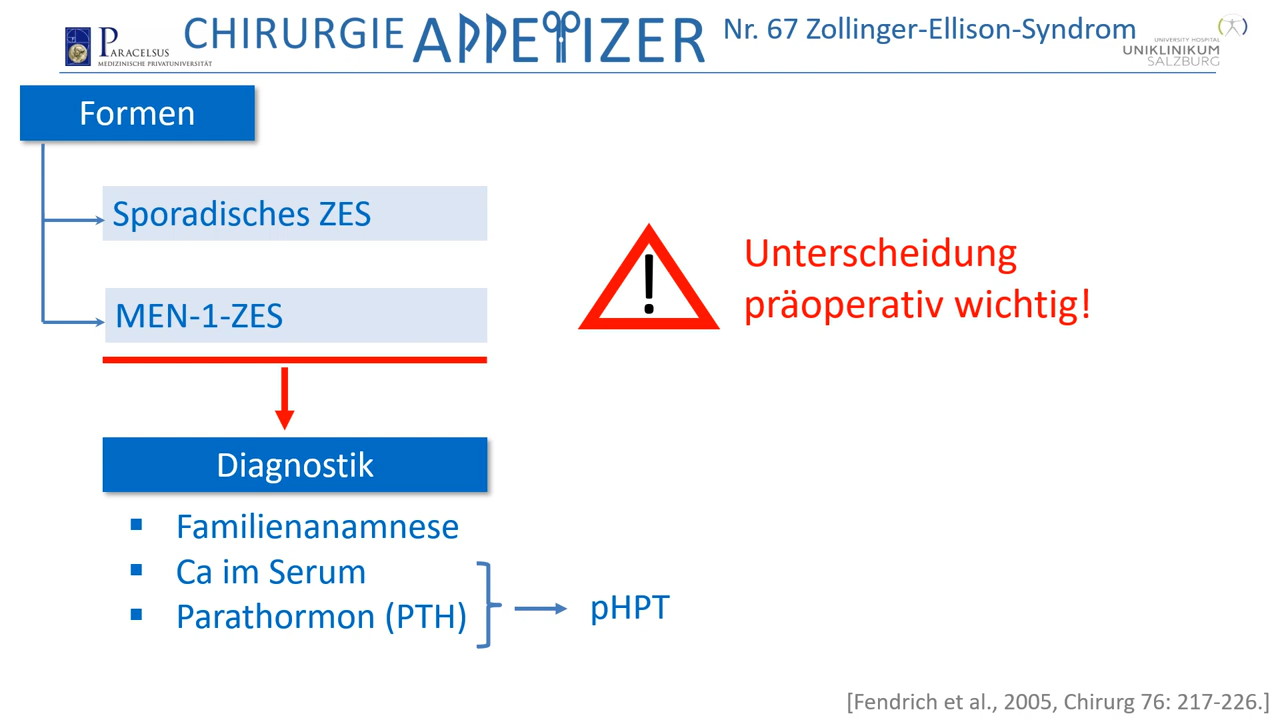 PARACELSUS
MEDIZINISCHE PRIVATUNIVERSITÄT
CHIRURGIE APPETIZER
Nr. 67 Zollinger-Ellison-Syndrom
UNIVERSITY HOSPITAL
UNIKLINIKUM
SALZBURG
Formen
Sporadisches ZES
MEN-1-ZES
!
Unterscheidung
präoperativ wichtig!
Diagnostik
▪ Familienanamnese
▪ Ca im Serum
▪ Parathormon (PTH)
pHPT
[Fendrich et al., 2005, Chirurg 76: 217-226.]